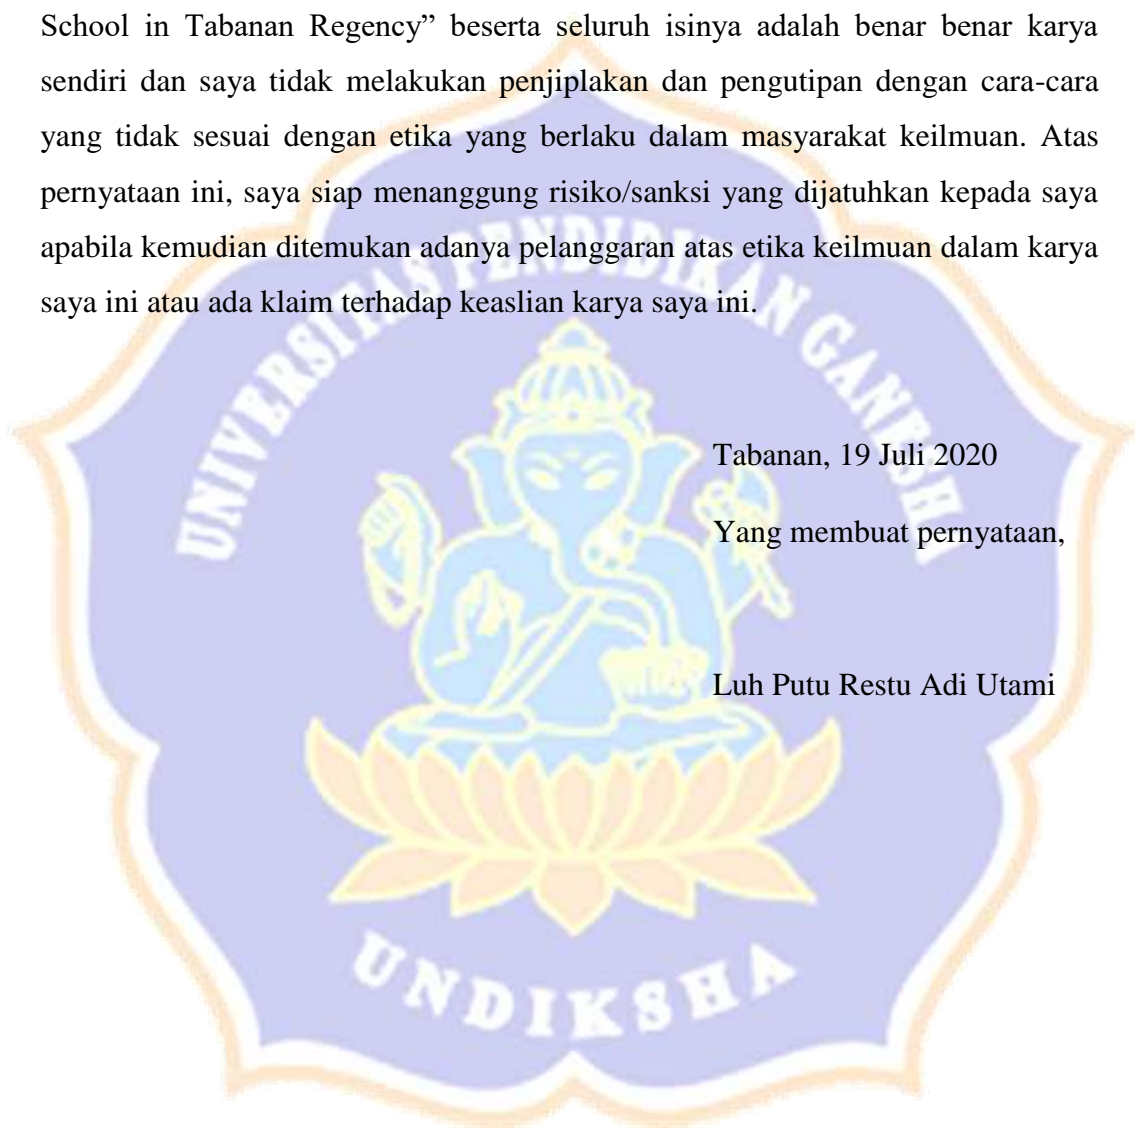 School in Tabanan Regency” beserta seluruh isinya adalah benar benar karya
sendiri dan saya tidak melakukan penjiplakan dan pengutipan dengan cara-cara
yang tidak sesuai dengan etika yang berlaku dalam masyarakat keilmuan. Atas
pernyataan ini, saya siap menanggung risiko/sanksi yang dijatuhkan kepada saya
apabila kemudian ditemukan adanya pelanggaran atas etika keilmuan dalam karya
saya ini atau ada klaim terhadap keaslian karya saya ini.
UNIVERSITAS PENDIDIKAN GANESHA
Tabanan, 19 Juli 2020
Yang membuat pernyataan,
Luh Putu Restu Adi Utami
UNDIKSHA